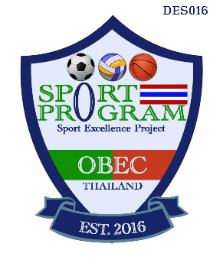 DES016
SPORT
PROGRAM
Sport Excellence Project
OBEC
THAILAND
EST. 2016